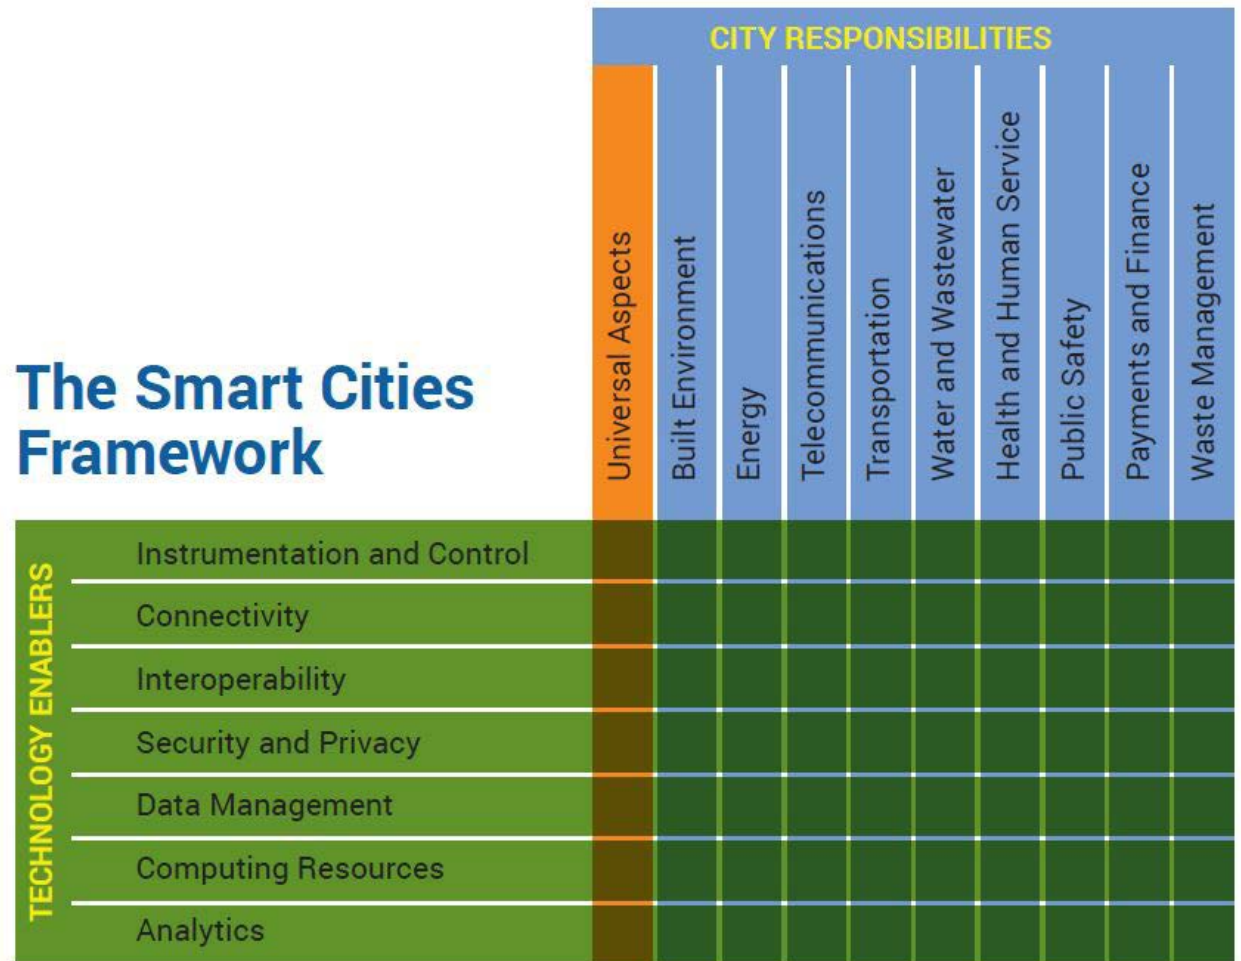 CITY RESPONSIBILITIES
Universal Aspects
Built Environment
Energy
Telecommunications
Transportation
Water and Wastewater
Health and Human Service
Public Safety
Payments and Finance
Waste Management
The Smart Cities
Framework
TECHNOLOGY ENABLERS
Instrumentation and Control
Connectivity
Interoperability
Security and Privacy
Data Management
Computing Resources
Analytics